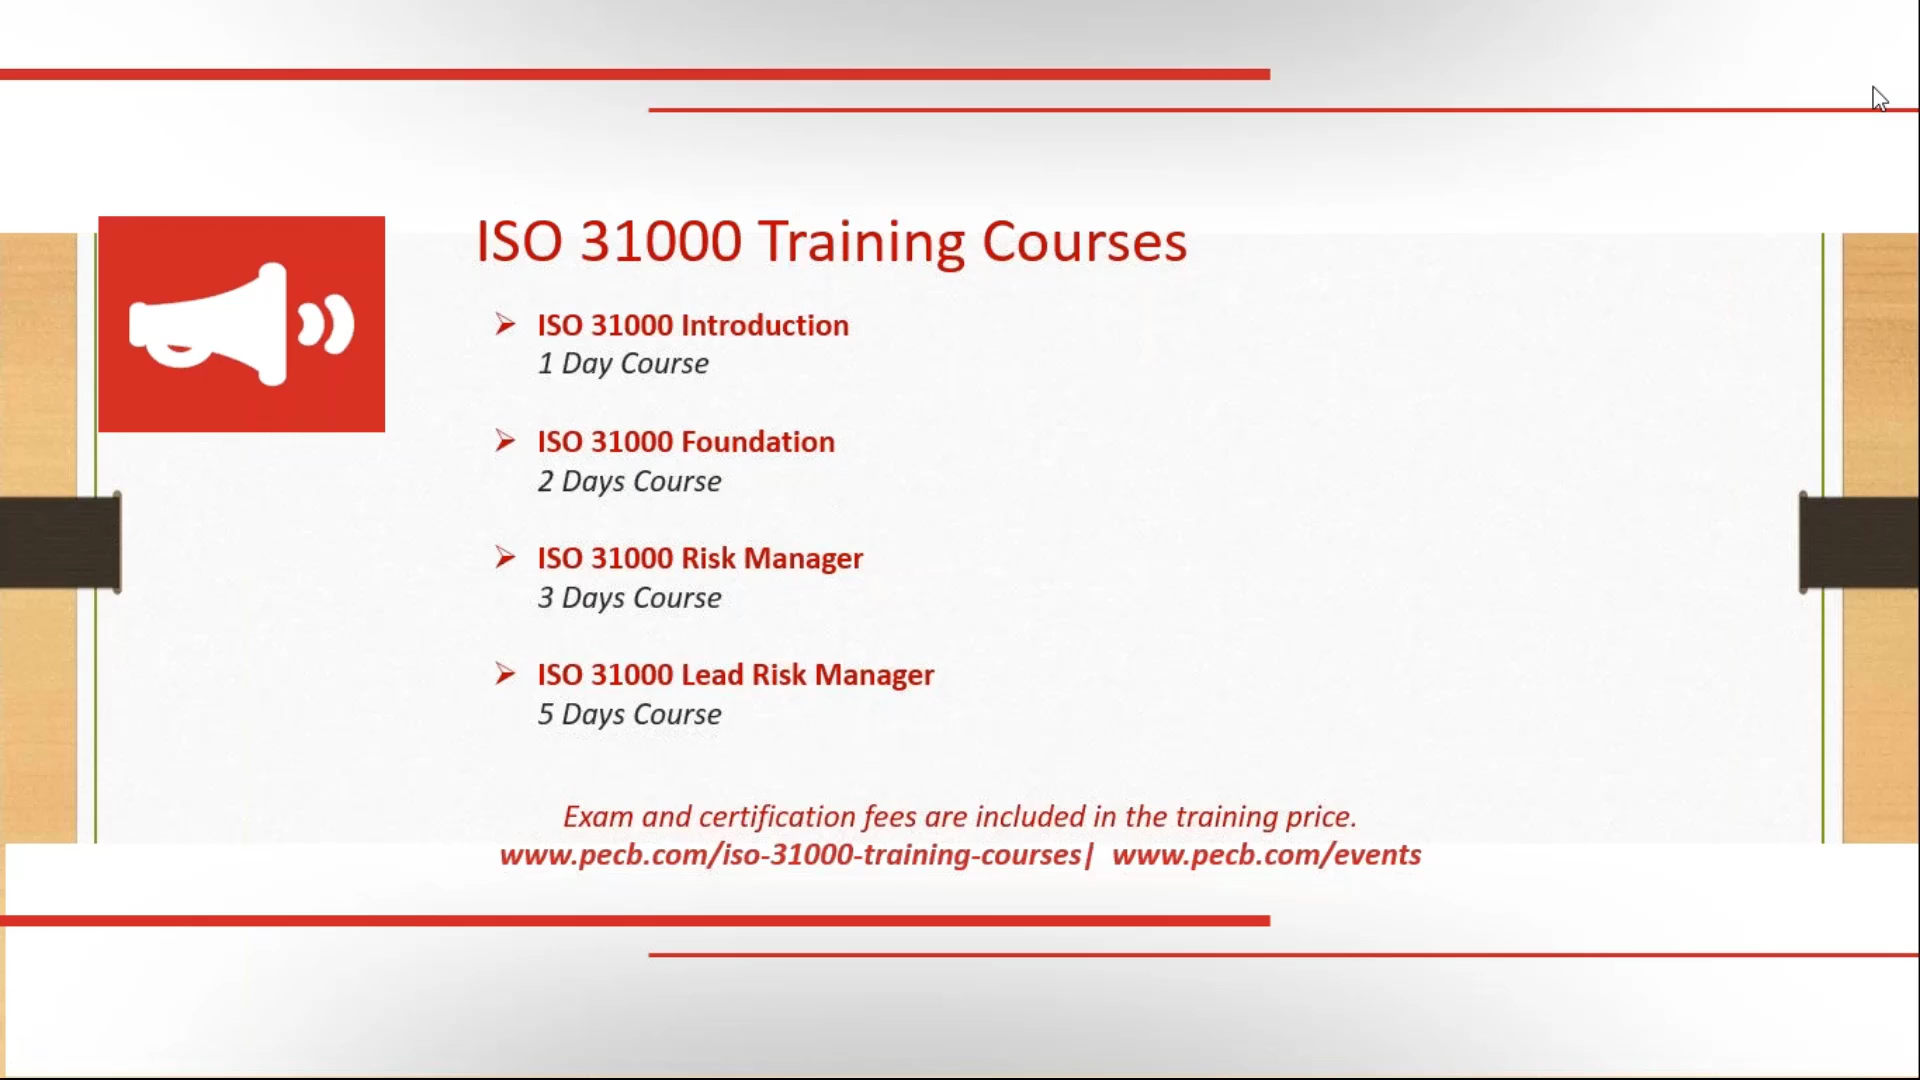 ISO 31000 Training Courses
ISO 31000 Introduction
1 Day Course
ISO 31000 Foundation
2 Days Course
ISO 31000 Risk Manager
3 Days Course
ISO 31000 Lead Risk Manager
5 Days Course
Exam and certification fees are included in the training price.
www.pecb.com/iso-31000-training-courses| www.pecb.com/events